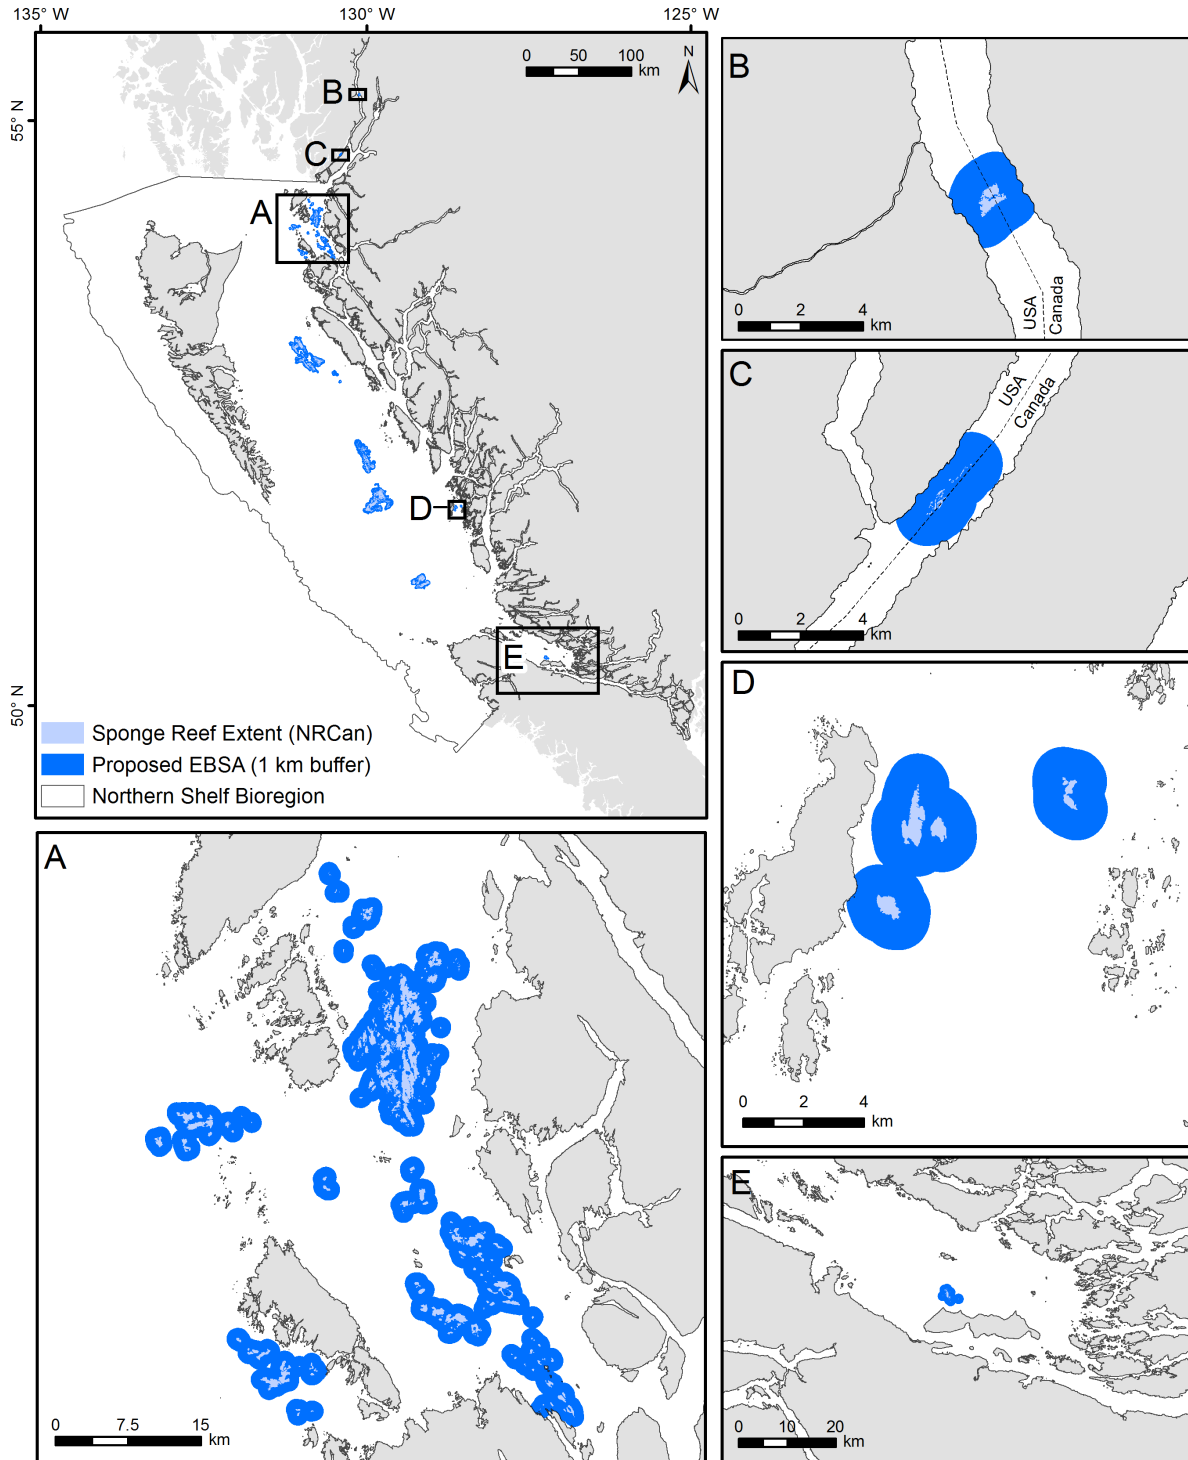 135° W
130° W
125° W
55° N
50° N
0 50 100
km
N
B
C
A
D
E
Sponge Reef Extent (NRCan)
Proposed EBSA (1 km buffer)
Northern Shelf Bioregion
B
USA
Canada
0 2 4
km
C
USA
Canada
0 2 4
km
A
0 7.5 15
km
D
0 2 4
km
E
0 10 20
km